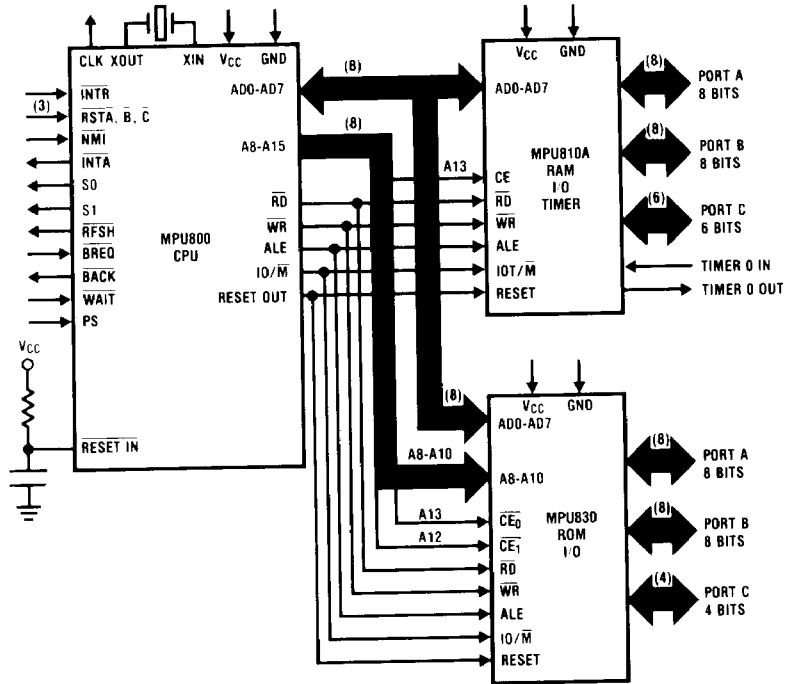 CLK XOUT XIN VCC GND
INTR
(3) RSTA, B, C
NMI
INTA
S0
S1
RFSH
BREQ
BACK
WAIT
PS
VCC
RESET IN
MPU800
CPU
AD0-AD7
A8-A15
RD
WR
ALE
IO/M
RESET OUT
(8)
(8)
A13
VCC GND
AD0-AD7
CE
RD
WR
ALE
IOT/M
RESET
MPU810A
RAM
I/O
TIMER
(8) PORT A
8 BITS
(8) PORT B
8 BITS
(6) PORT C
6 BITS
TIMER 0 IN
TIMER 0 OUT
(8)
A8-A10
A13
A12
VCC GND
AD0-AD7
A8-A10
CE0
CE1
RD
WR
ALE
IO/M
RESET
MPU830
ROM
I/O
(8) PORT A
8 BITS
(8) PORT B
8 BITS
(4) PORT C
4 BITS